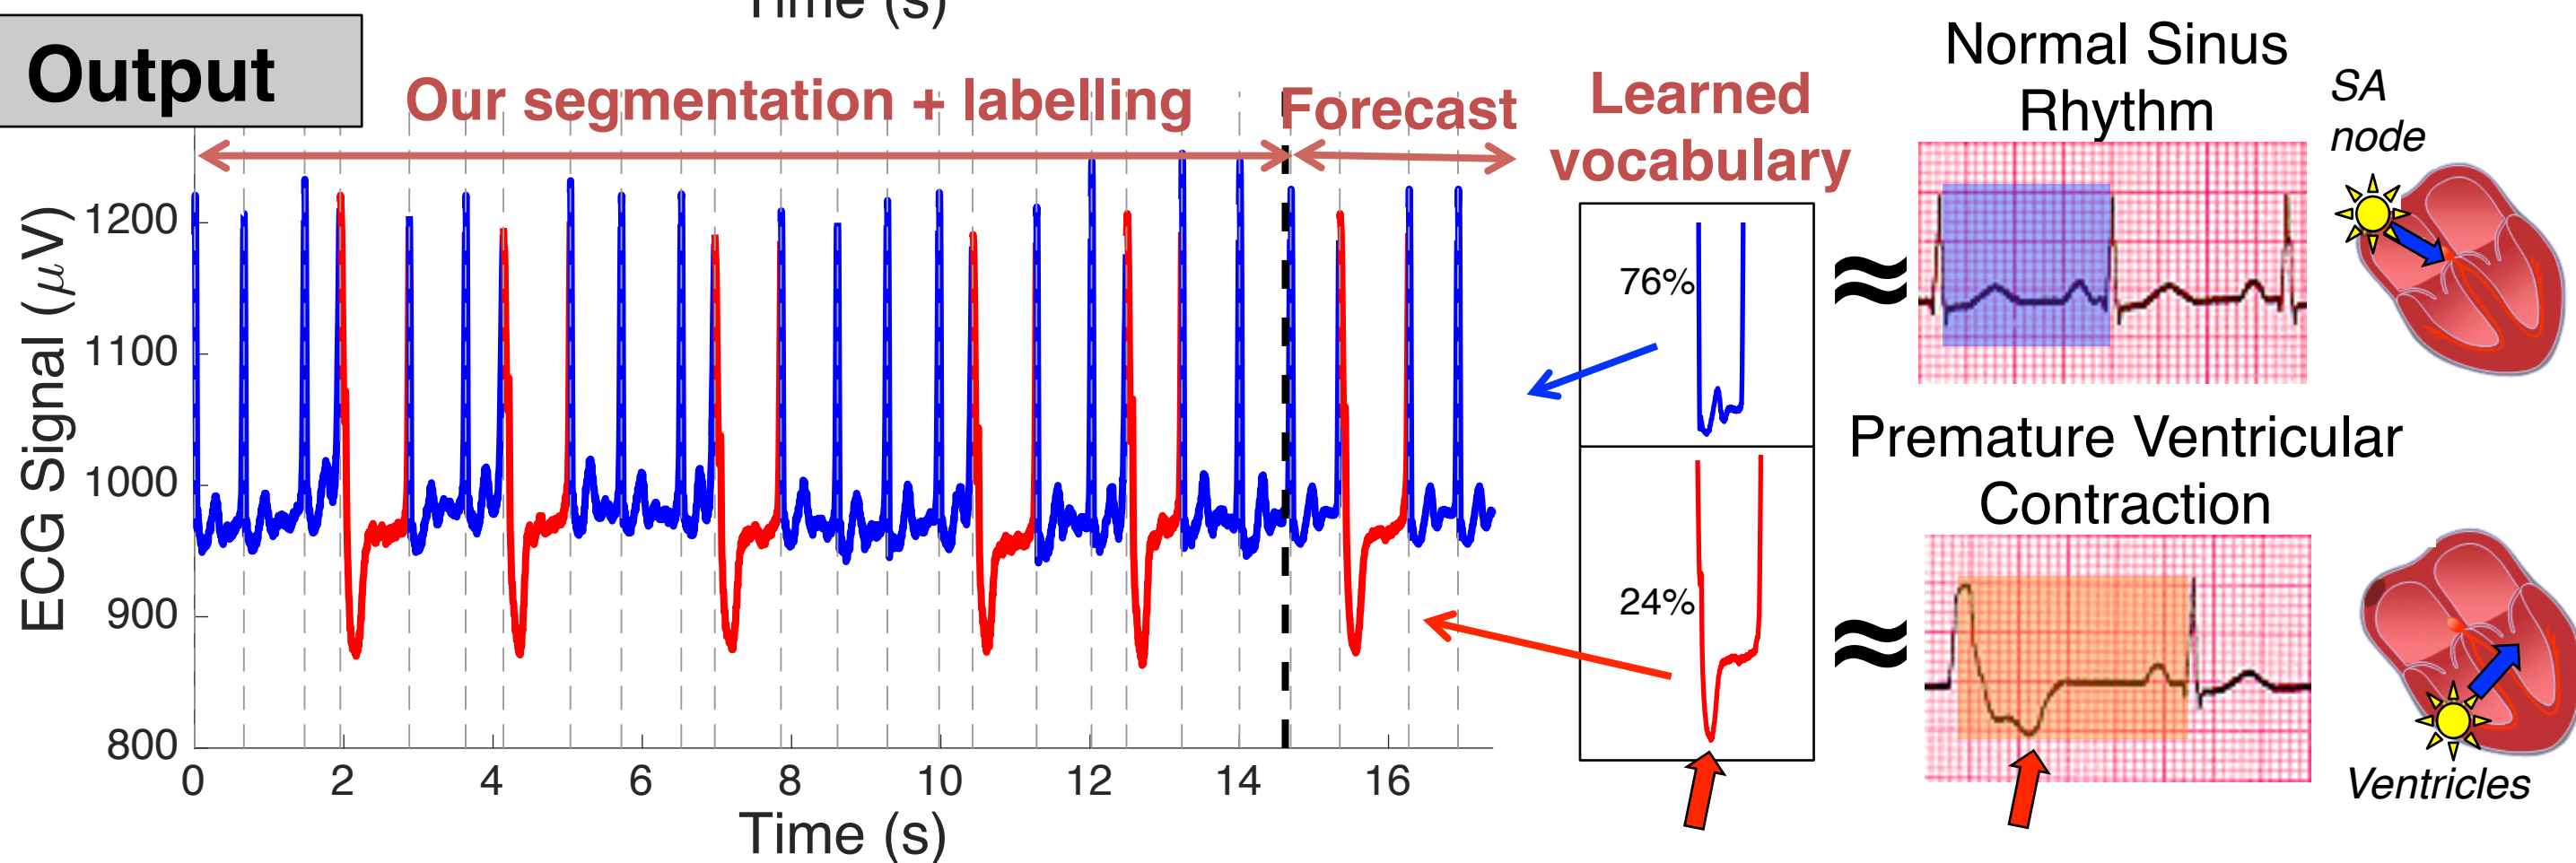 Time (s)
Output
Our segmentation + labelling
Forecast
Learned
vocabulary
Normal Sinus
Rhythm
SA
node
ECG Signal (μV)
1200
1100
1000
900
800
0 2 4 6 8 10 12 14 16
Time (s)
76%
24%
≈
≈
Premature Ventricular
Contraction
Ventricles